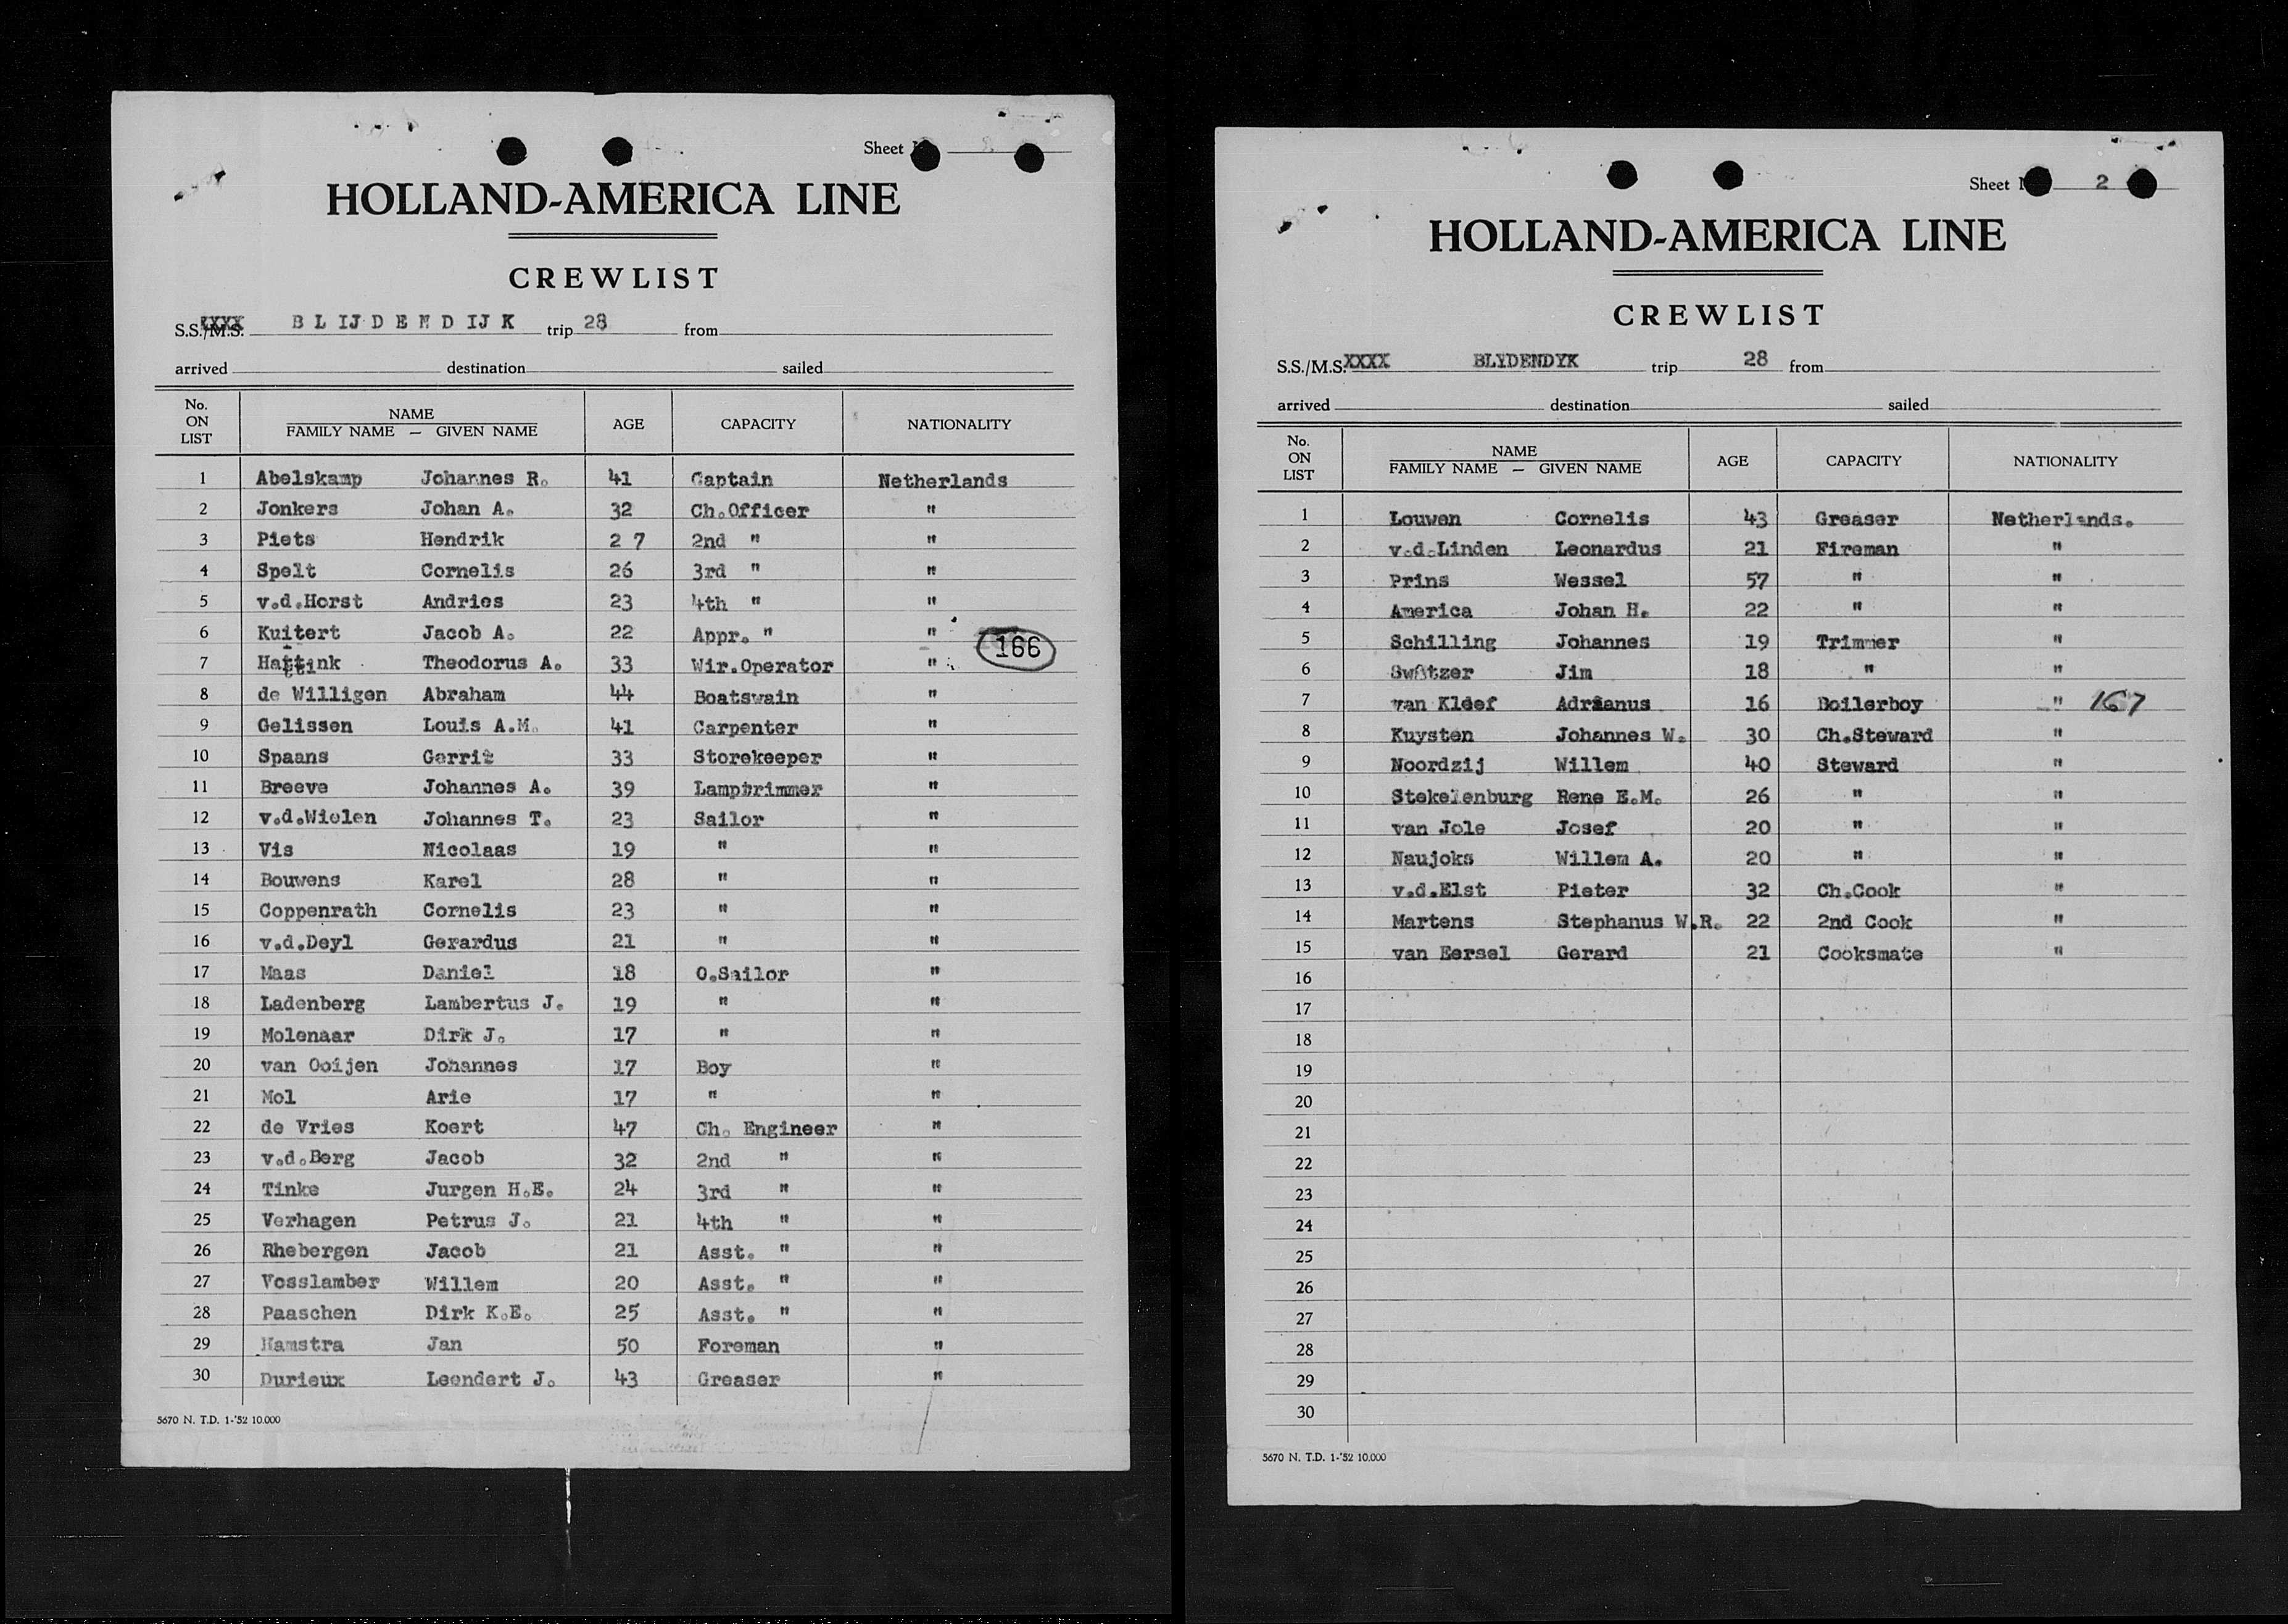 Sheet
HOLLAND-AMERICA LINE
CREWLIST
S.S./M.S. XXXX BLIJDENDIJK trip 28 from
arrived destination sailed
No. ON LIST NAME FAMILY NAME — GIVEN NAME AGE CAPACITY NATIONALITY
1 Abelskamp Johannes R. 41 Captain Netherlands
2 Jonkers Johan A. 32 Ch.Officer "
3 Piets Hendrik 2 7 2nd " "
4 Spelt Cornelis 26 3rd " "
5 v.d.Horst Andries 23 4th " "
6 Kuitert Jacob A. 22 Appr. " "
166
7 Hattink Theodorus A. 33 Wir.Operator "
8 de Willigen Abraham 44 Boatswain "
9 Gelissen Louis A.M. 41 Carpenter "
10 Spaans Gerrit 33 Storekeeper "
11 Breeve Johannes A. 39 Lamptrimmer "
12 v.d.Wielen Johannes T. 23 Sailor "
13 Vis Nicolaas 19 " "
14 Bouwens Karel 28 " "
15 Coppenrath Cornelis 23 " "
16 v.d.Deyl Gerardus 21 " "
17 Maas Daniel 18 O.Sailor "
18 Ladenberg Lambertus J. 19 " "
19 Molenaar Dirk J. 17 " "
20 van Ooijen Johannes 17 Boy "
21 Mol Arie 17 " "
22 de Vries Koert 47 Ch. Engineer "
23 v.d.Berg Jacob 32 2nd " "
24 Tinke Jurgen H.E. 24 3rd " "
25 Verhagen Petrus J. 21 4th " "
26 Rhebergen Jacob 21 Asst. " "
27 Vosslamber Willem 20 Asst. " "
28 Paaschen Dirk K.E. 25 Asst. " "
29 Hamstra Jan 50 Foreman "
30 Durieux Leendert J. 43 Greaser "
5670 N. T.D. 1-'52 10.000
Sheet 2
HOLLAND-AMERICA LINE
CREWLIST
S.S./M.S. XXXX BLYDENDYK trip 28 from
arrived destination sailed
No. ON LIST NAME FAMILY NAME — GIVEN NAME AGE CAPACITY NATIONALITY
1 Louwen Cornelis 43 Greaser Netherlands.
2 v.d.Linden Leonardus 21 Fireman "
3 Prins Wessel 57 " "
4 America Johan H. 22 " "
5 Schilling Johannes 19 Trimmer "
6 Jim 18 " "
7 van Kleef Adrianus 16 Boilerboy " 167
8 Kuysten Johannes W. 30 Ch.Steward "
9 Noordzij Willem 40 Steward "
10 Stekelenburg Rene E.M. 26 " "
11 van Jole Josef 20 " "
12 Naujoks Willem A. 20 " "
13 v.d.Elst Pieter 32 Ch.Cook "
14 Martens Stephanus W.R. 22 2nd Cook "
15 van Eersel Gerard 21 Cooksmate "
16
17
18
19
20
21
22
23
24
25
26
27
28
29
30
5670 N. T.D. 1-'52 10.000